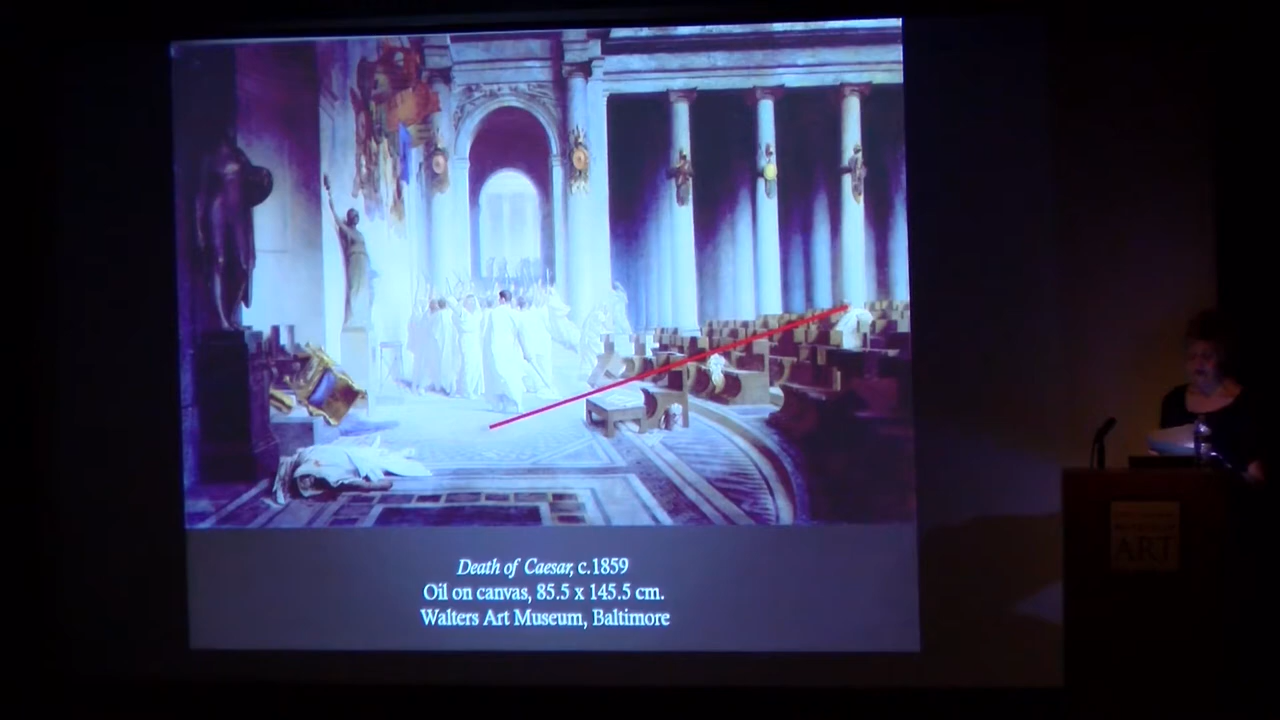 Death of Caesar, c.1859
Oil on canvas, 85.5 x 145.5 cm.
Walters Art Museum, Baltimore
ART